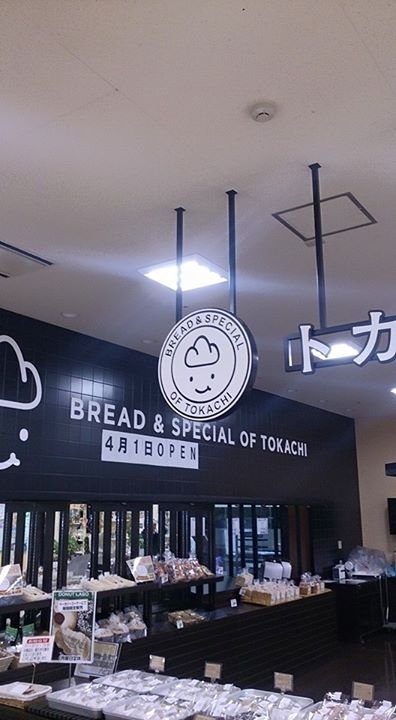 BREAD & SPECIAL
OF TOKACHI
トカ
BREAD & SPECIAL OF TOKACHI
4月1日OPEN
DONUT LABO